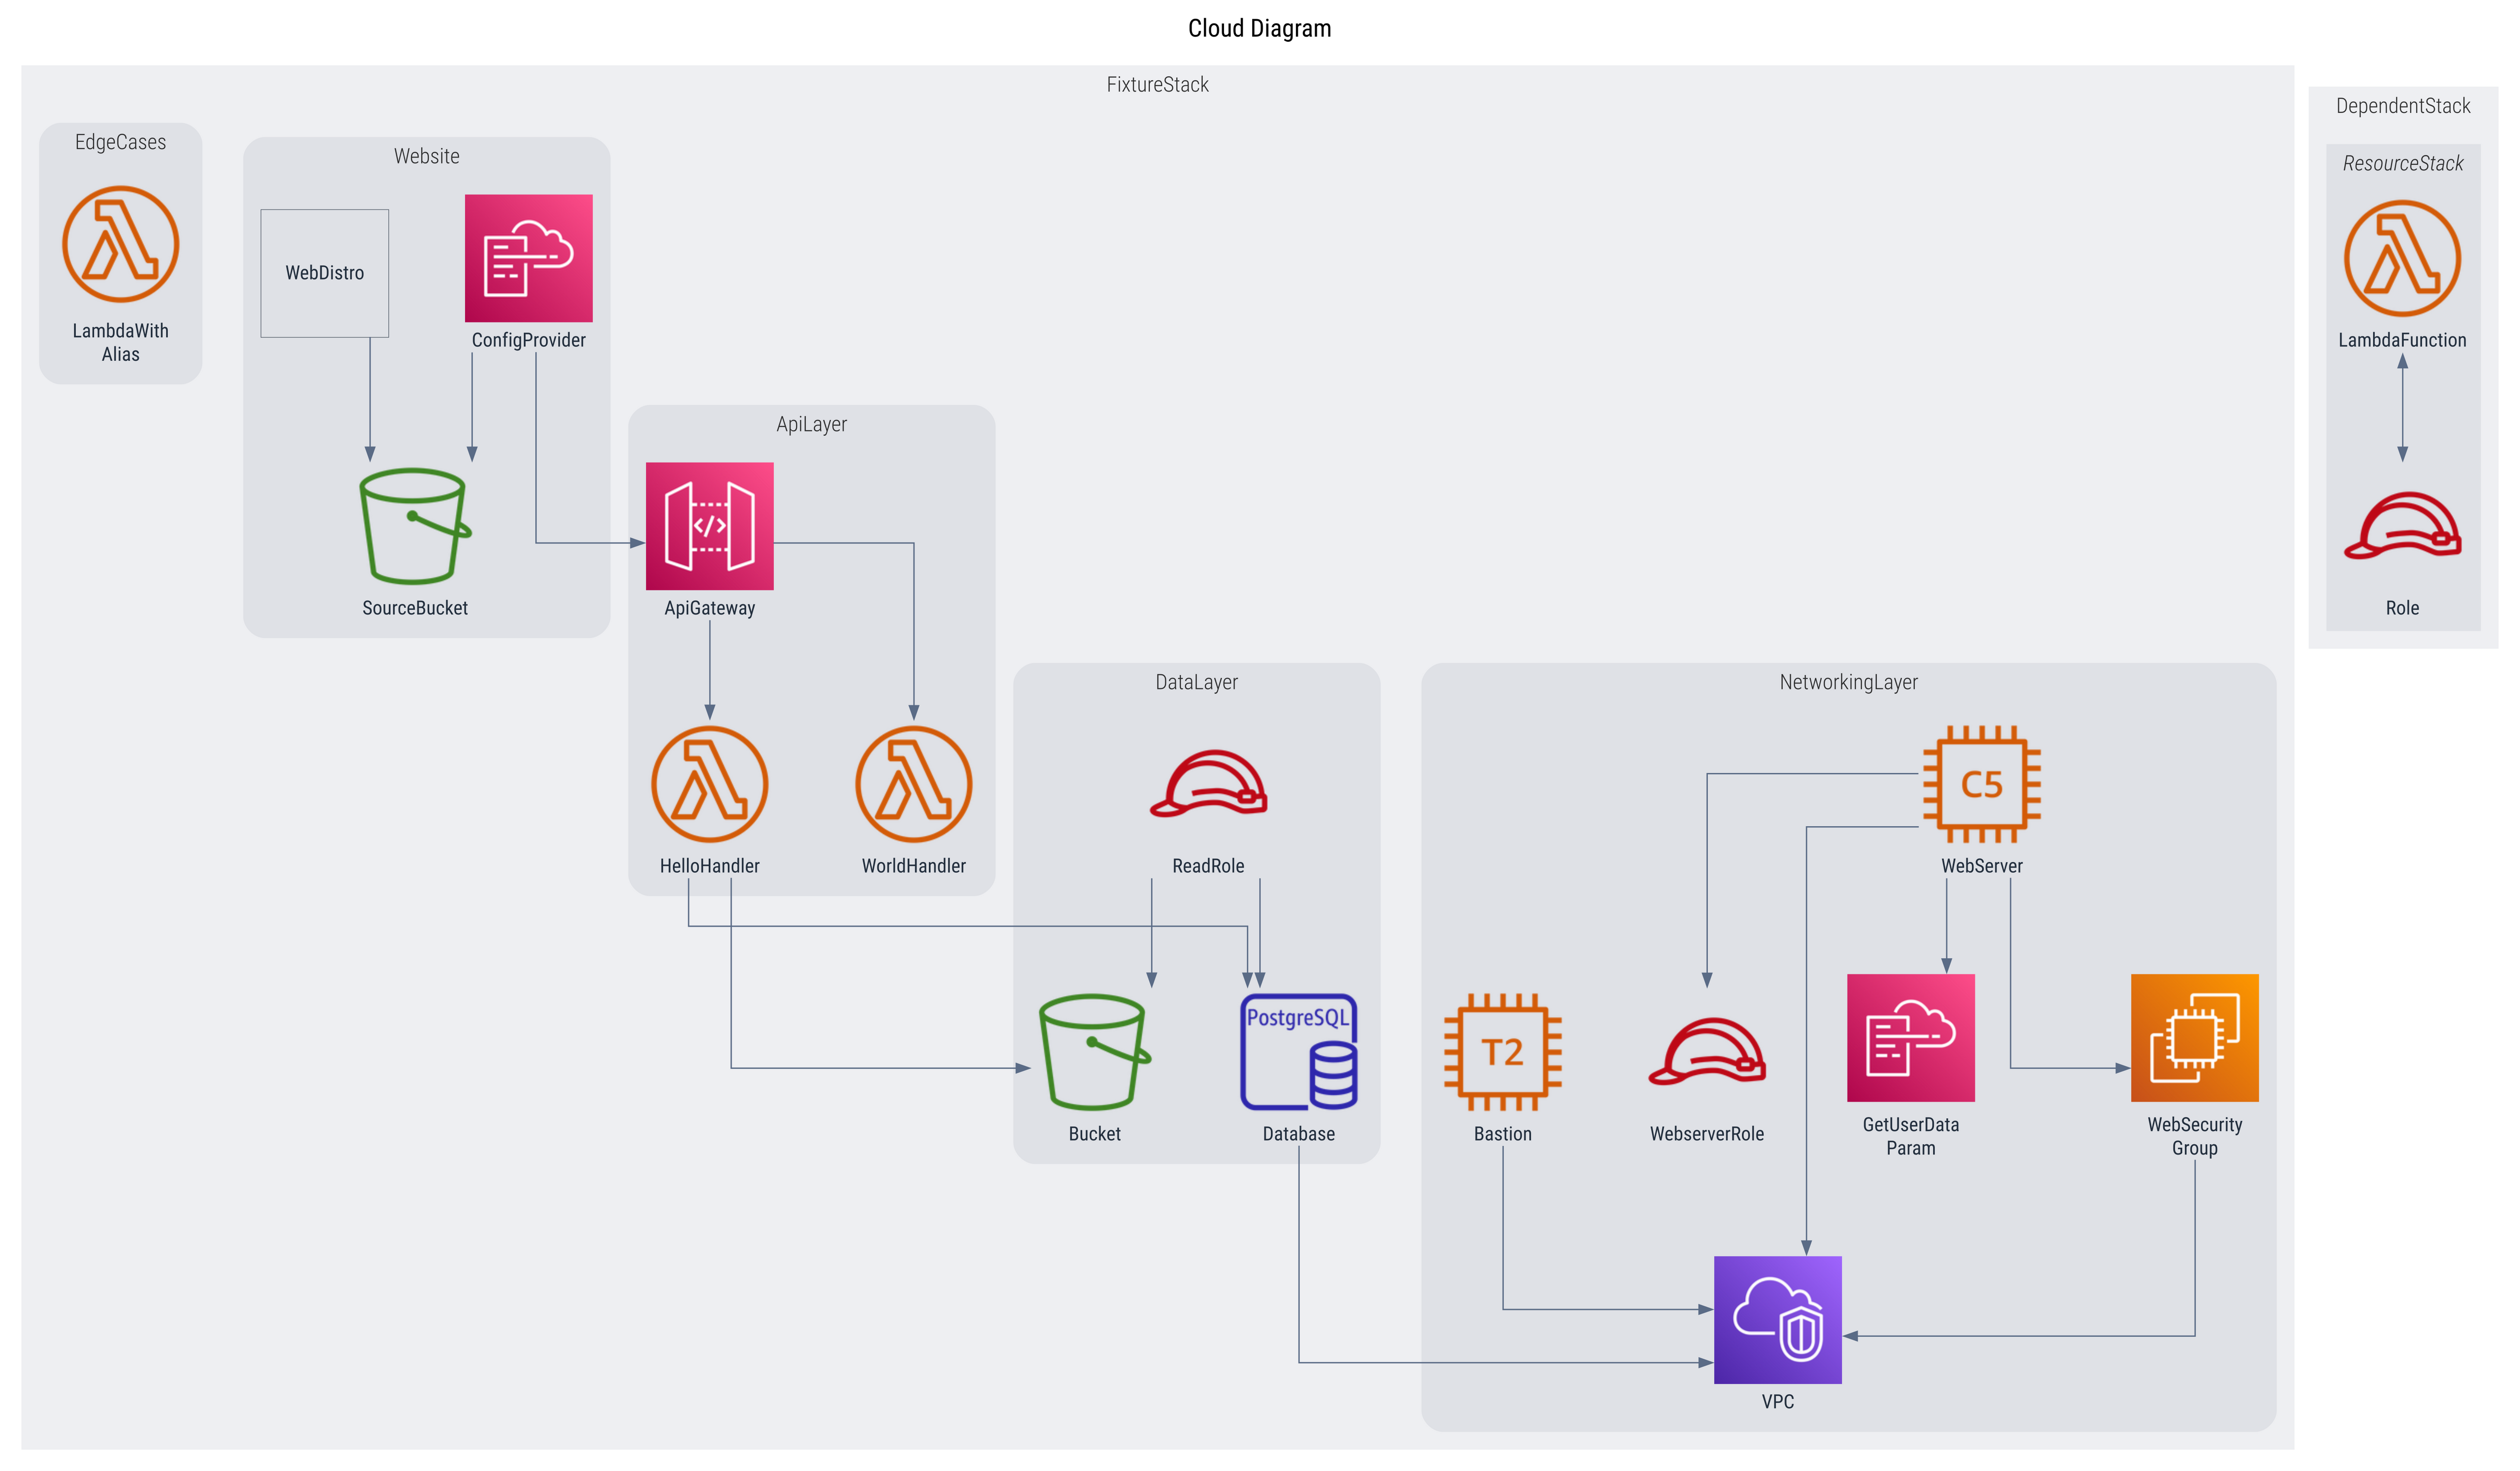 Cloud Diagram
FixtureStack
DependentStack
EdgeCases
LambdaWith
Alias
Website
WebDistro
ConfigProvider
SourceBucket
ApiLayer
</>
ApiGateway
HelloHandler
WorldHandler
DataLayer
ReadRole
Bucket
PostgreSQL
Database
NetworkingLayer
C5
WebServer
T2
Bastion
WebserverRole
GetUserData
Param
WebSecurity
Group
VPC
ResourceStack
LambdaFunction
Role